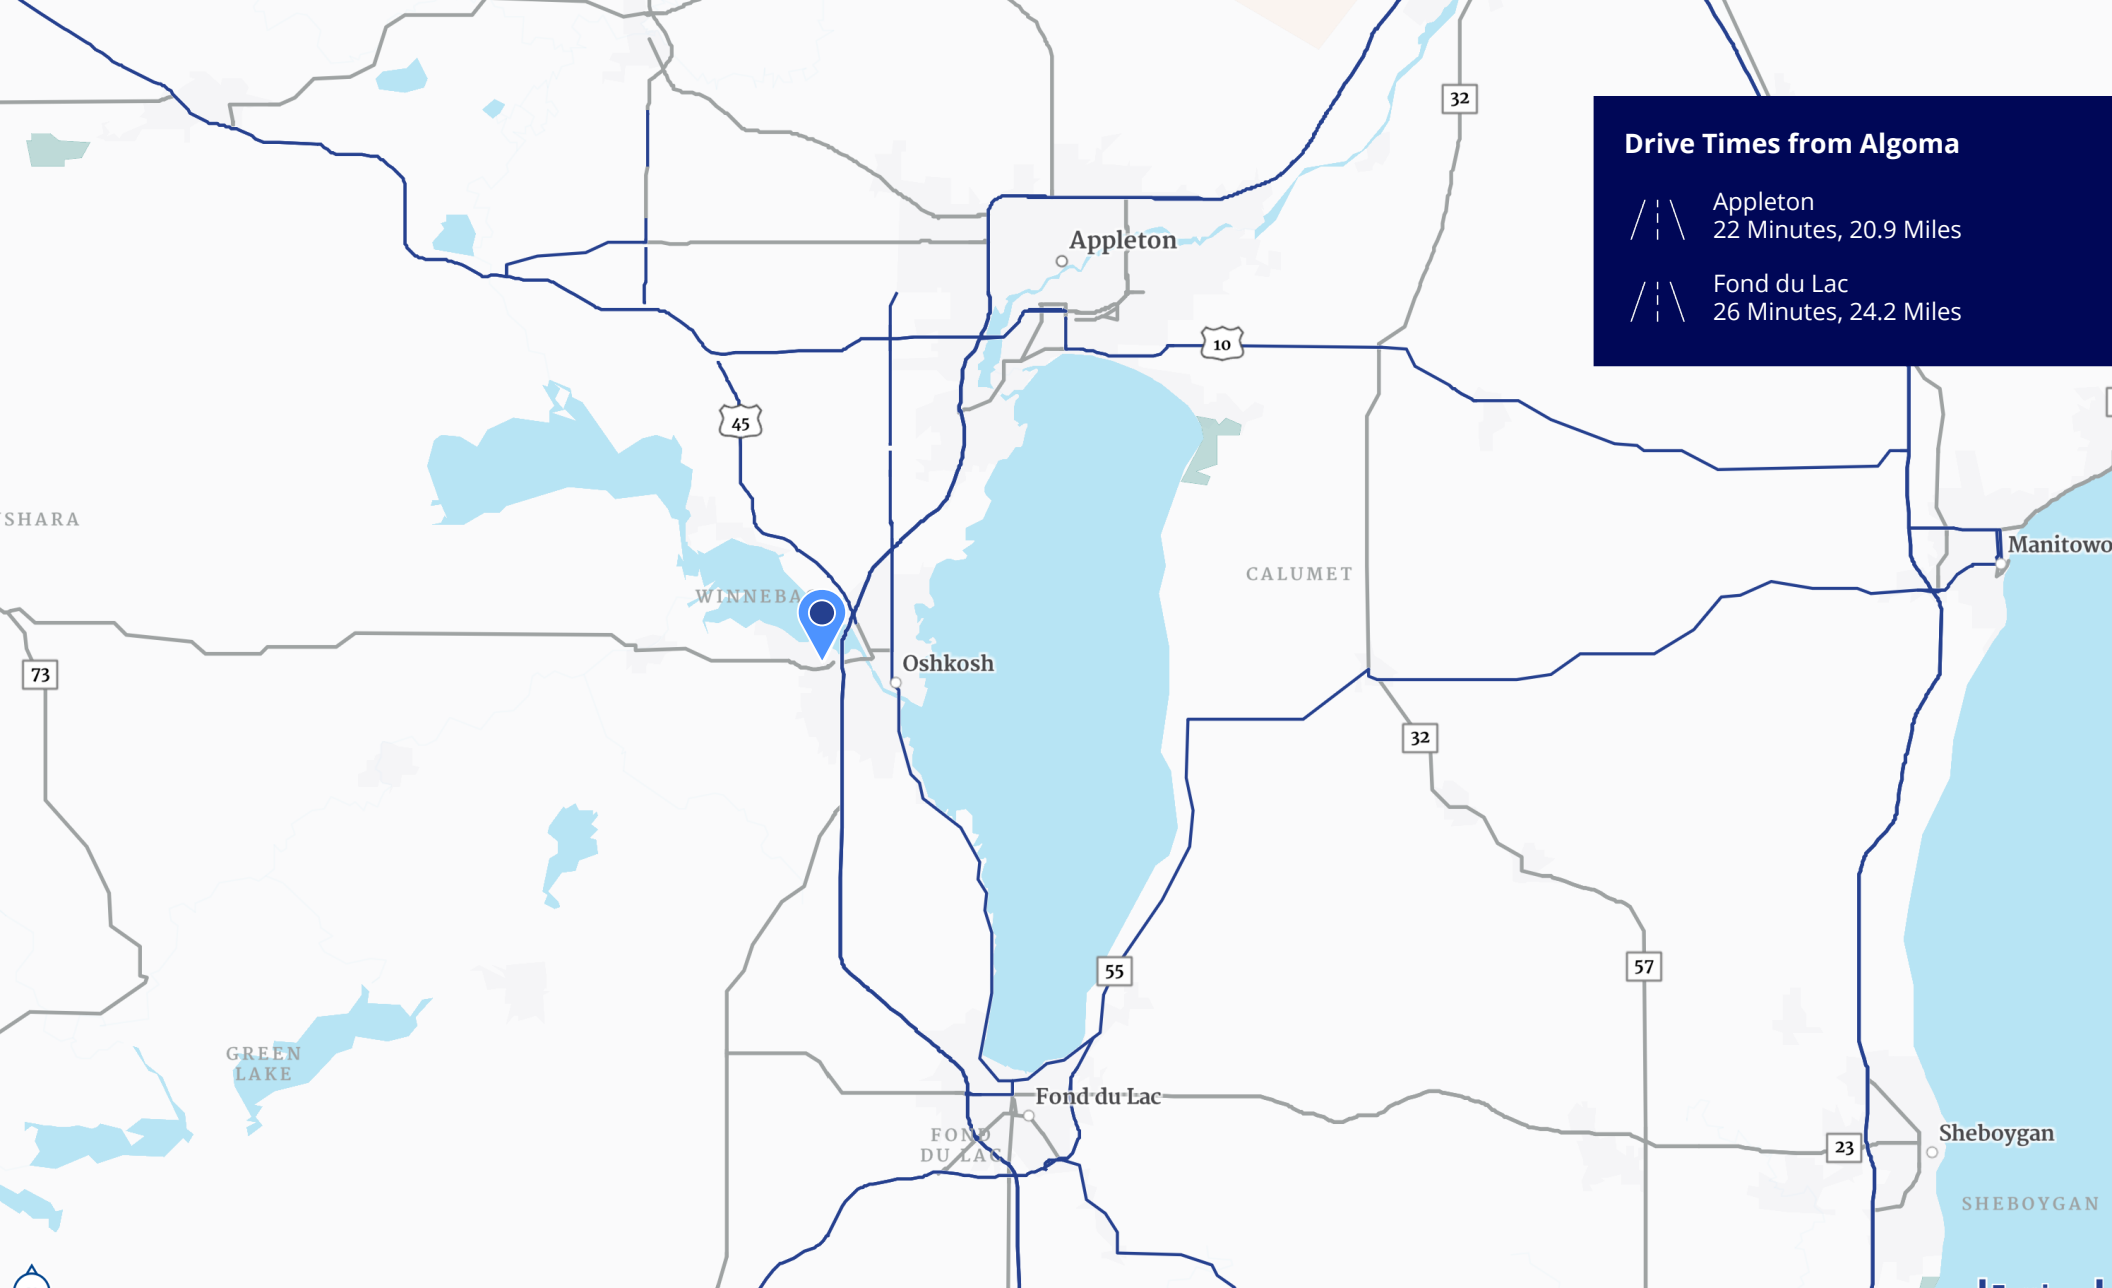 32
Drive Times from Algoma
Appleton
22 Minutes, 20.9 Miles
Fond du Lac
26 Minutes, 24.2 Miles
Appleton
10
45
SHARA
Manitowo
CALUMET
WINNEBA
Oshkosh
73
32
55
57
GREEN
LAKE
Fond du Lac
FOND
DU LAC
Sheboygan
23
SHEBOYGAN